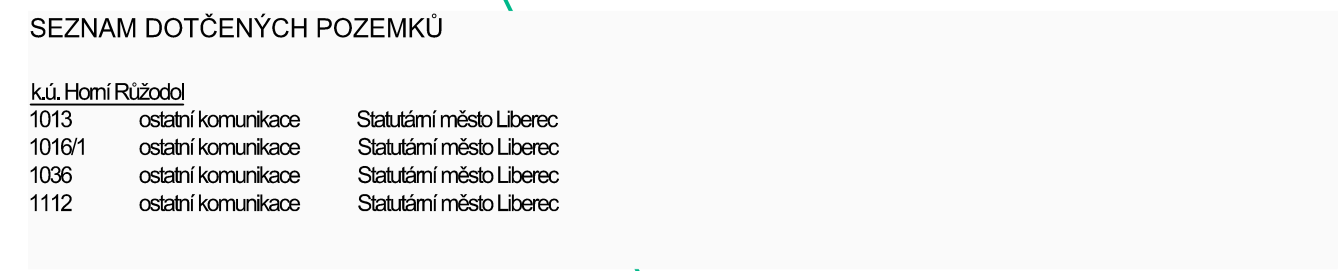 SEZNAM DOTČENÝCH POZEMKŮ
k.ú. Horní Růžodol
1013 ostatní komunikace Statutární město Liberec
1016/1 ostatní komunikace Statutární město Liberec
1036 ostatní komunikace Statutární město Liberec
1112 ostatní komunikace Statutární město Liberec